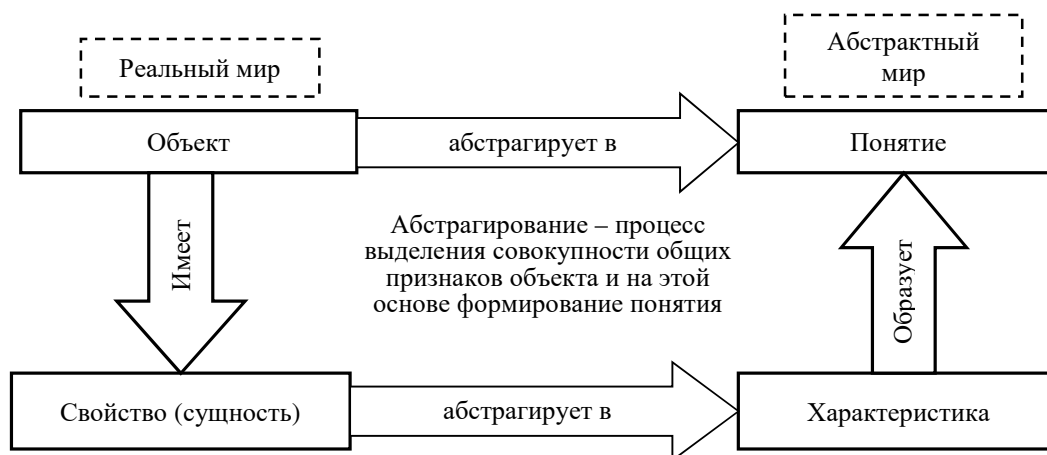 Реальный мир
Абстрактный
мир
Объект
абстрагирует в
Понятие
Имеет
Абстрагирование – процесс
выделения совокупности общих
признаков объекта и на этой
основе формирование понятия
Образует
Свойство (сущность)
абстрагирует в
Характеристика